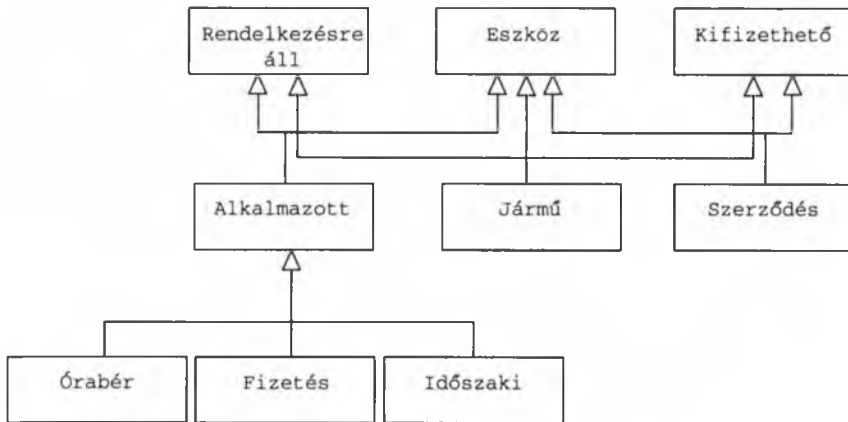 Rendelkezésre
áll
Eszköz
Kifizethető
Alkalmazott
Jármű
Szerződés
Órabér
Fizetés
Időszaki